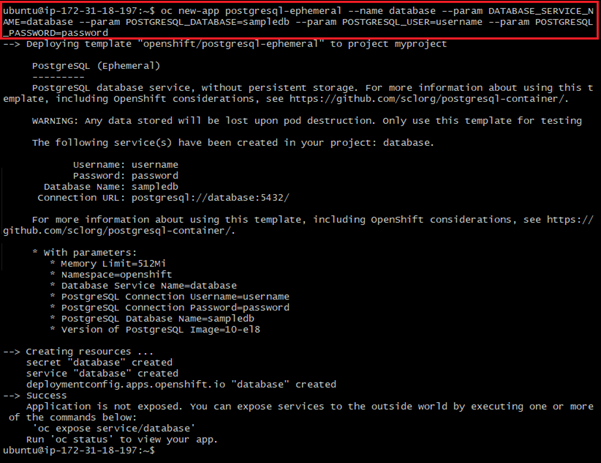 ubuntu@ip-172-31-18-197:~$ oc new-app postgresql-ephemeral --name database --param DATABASE_SERVICE_N
AME=database --param POSTGRESQL_DATABASE=sampledb --param POSTGRESQL_USER=username --param POSTGRESQL
_PASSWORD=password
--> Deploying template "openshift/postgresql-ephemeral" to project myproject
PostgreSQL (Ephemeral)
---------
PostgreSQL database service, without persistent storage. For more information about using this t
emplate, including OpenShift considerations, see https://github.com/sclorg/postgresql-container/.
WARNING: Any data stored will be lost upon pod destruction. Only use this template for testing
The following service(s) have been created in your project: database.
Username: username
Password: password
Database Name: sampledb
Connection URL: postgresql://database:5432/
For more information about using this template, including OpenShift considerations, see https://
github.com/sclorg/postgresql-container/.
* With parameters:
* Memory Limit=512Mi
* Namespace=openshift
* Database Service Name=database
* PostgreSQL Connection Username=username
* PostgreSQL Connection Password=password
* PostgreSQL Database Name=sampledb
* Version of PostgreSQL Image=10-el8
--> Creating resources ...
secret "database" created
service "database" created
deploymentconfig.apps.openshift.io "database" created
--> Success
Application is not exposed. You can expose services to the outside world by executing one or more
of the commands below:
'oc expose service/database'
Run 'oc status' to view your app.
ubuntu@ip-172-31-18-197:~$